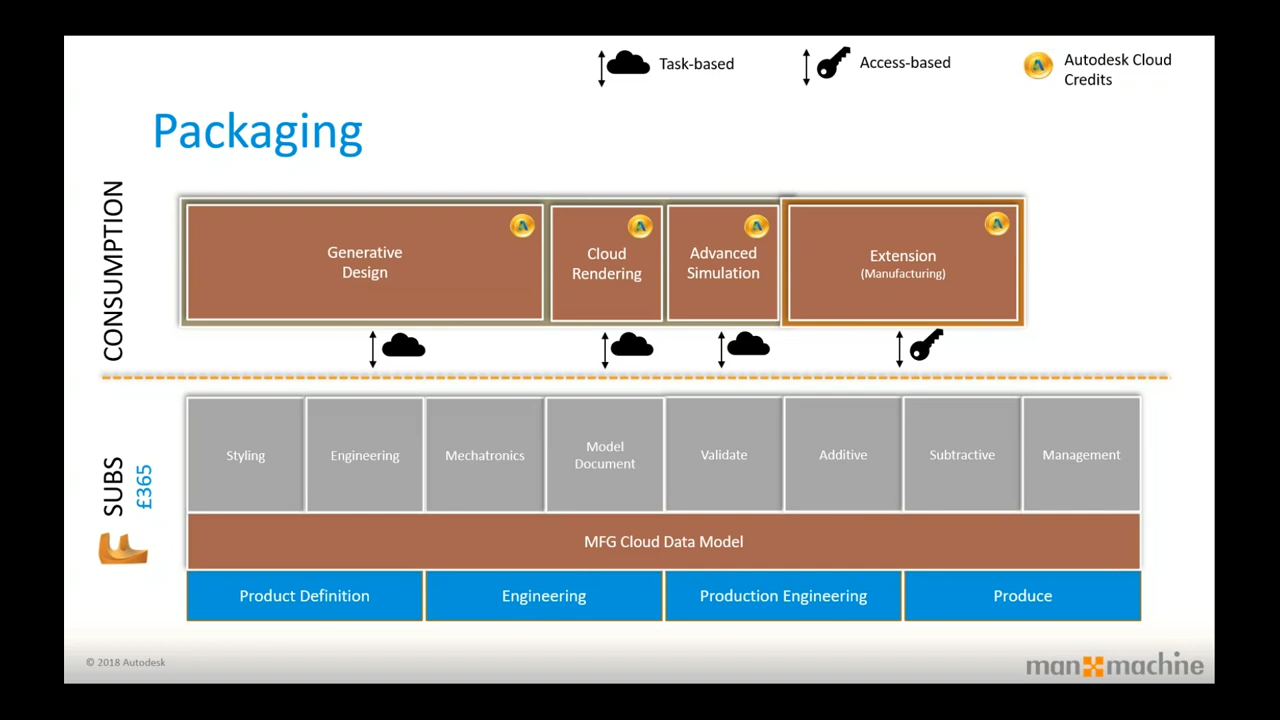 Task-based
Access-based
Autodesk Cloud
Credits
Packaging
CONSUMPTION
Generative
Design
Cloud
Rendering
Advanced
Simulation
Extension
(Manufacturing)
SUBS
£365
Styling
Engineering
Mechatronics
Model
Document
Validate
Additive
Subtractive
Management
MFG Cloud Data Model
Product Definition
Engineering
Production Engineering
Produce
© 2018 Autodesk
man machine